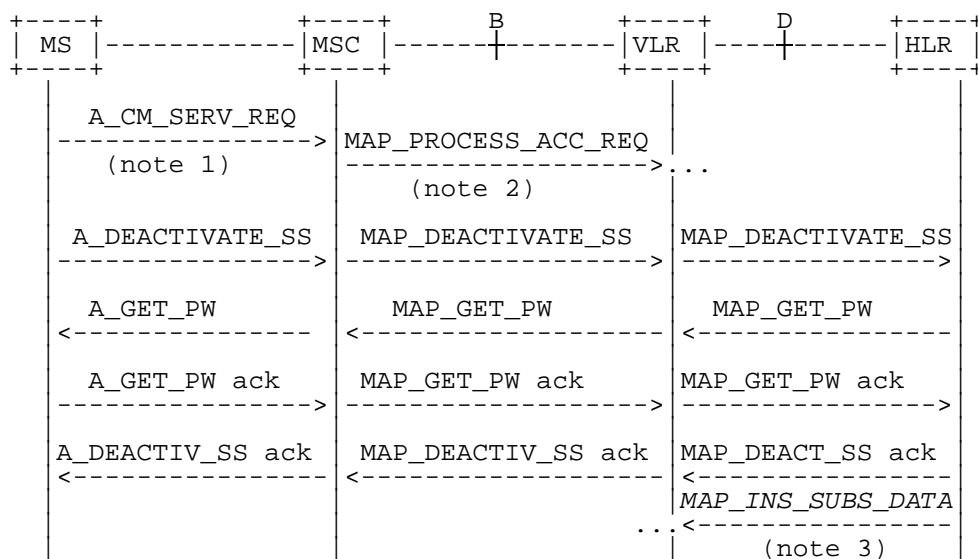 B D
MS MSC VLR HLR
A_CM_SERV_REQ
MAP_PROCESS_ACC_REQ
(note 1) ...
(note 2)
A_DEACTIVATE_SS MAP_DEACTIVATE_SS MAP_DEACTIVATE_SS
A_GET_PW MAP_GET_PW MAP_GET_PW
A_GET_PW ack MAP_GET_PW ack MAP_GET_PW ack
A_DEACTIV_SS ack MAP_DEACTIV_SS ack MAP_DEACT_SS ack
MAP_INS_SUBS_DATA
...
(note 3)